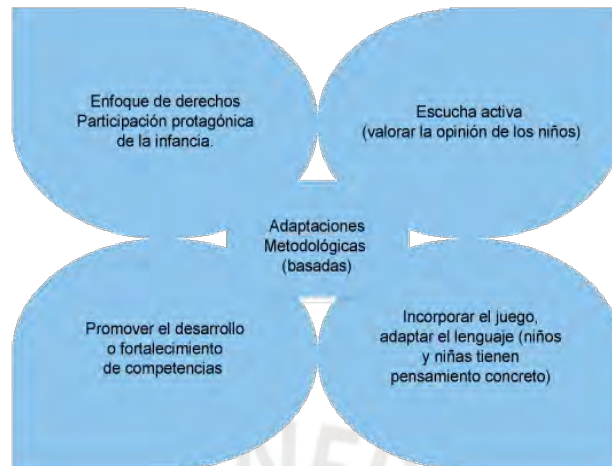 Enfoque de derechos
Participación protagónica
de la infancia.
Escucha activa
(valorar la opinión de los niños)
Adaptaciones
Metodológicas
(basadas)
Promover el desarrollo
o fortalecimiento
de competencias
Incorporar el juego,
adaptar el lenguaje (niños
y niñas tienen
pensamiento concreto)